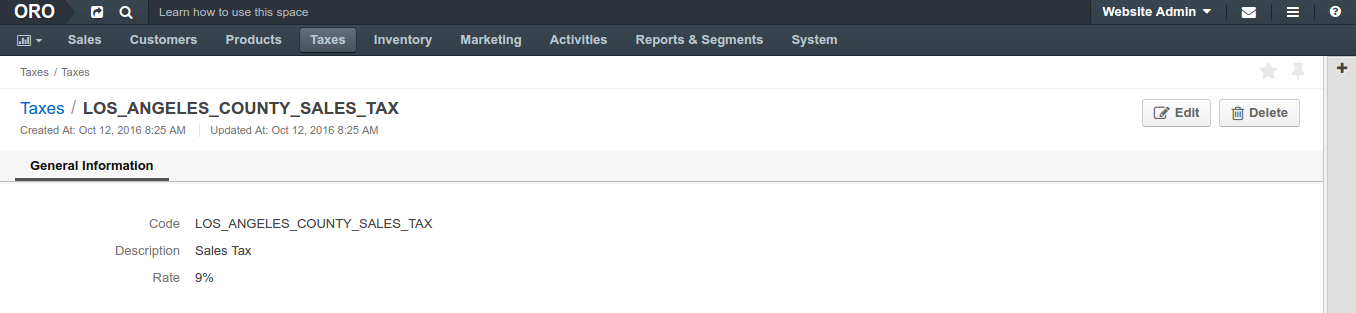 ORO Learn how to use this space Website Admin
Sales Customers Products Taxes Inventory Marketing Activities Reports & Segments System
Taxes / Taxes
Taxes / LOS_ANGELES_COUNTY_SALES_TAX Edit Delete
Created At: Oct 12, 2016 8:25 AM Updated At: Oct 12, 2016 8:25 AM
General Information
Code LOS_ANGELES_COUNTY_SALES_TAX
Description Sales Tax
Rate 9%